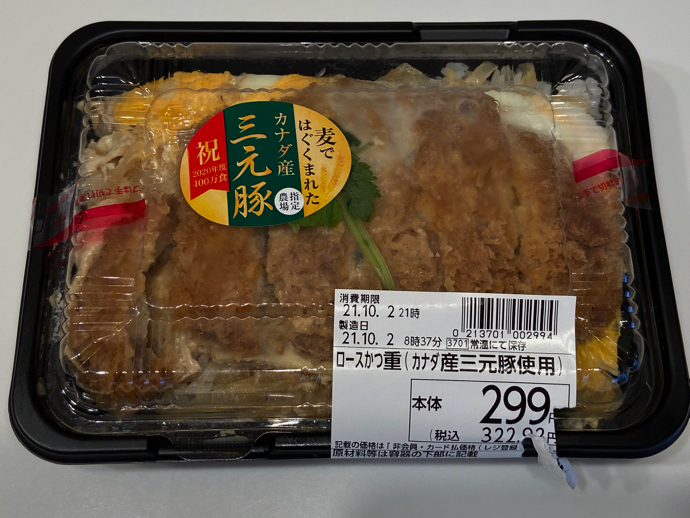 麦で
はぐくまれた
カナダ産
三元豚
指定
農場
祝
2020年度
400万食
消費期限
21.10. 2 21時
製造日
21.10. 2 8時37分 3701 常温にて保存
0 213701 002994
ロースかつ重(カナダ産三元豚使用)
本体 299円
(税込 322.92円
記載の価格は「非会員・カード払価格(レジ登録
原材料等は容器の下部に記載